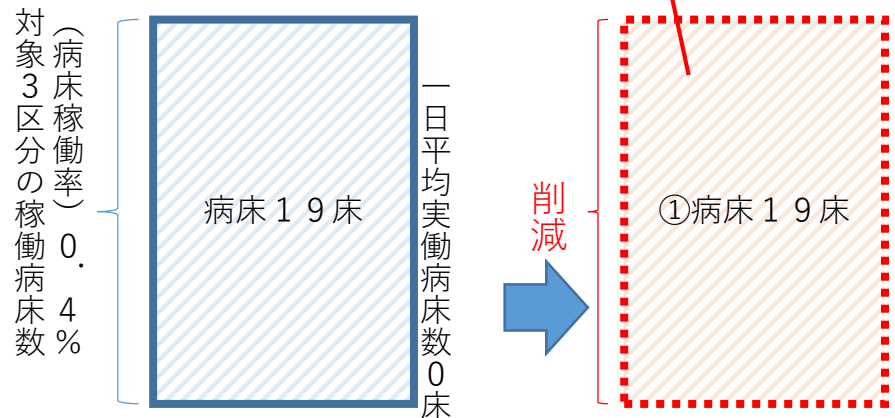 対象３区分の稼働病床数
（病床稼働率）０．４％
病床１９床
一日平均実働病床数０床
削減
①病床１９床